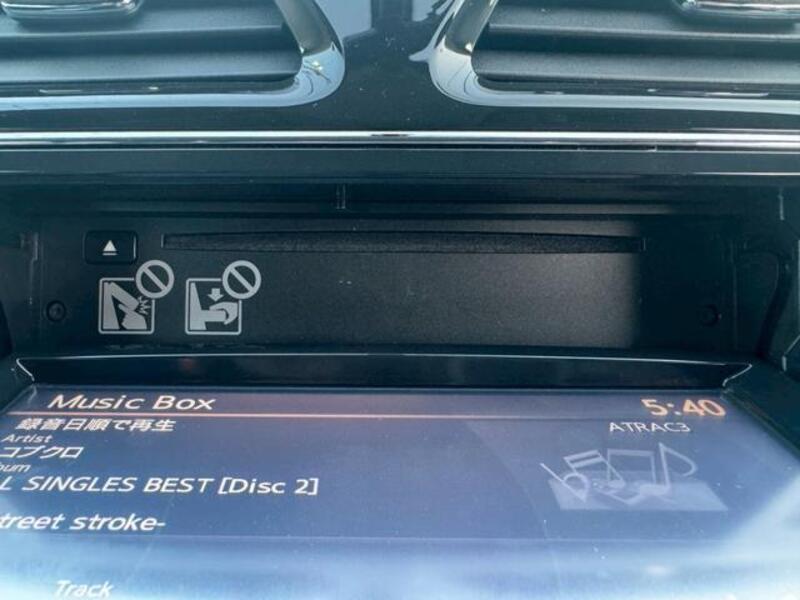 Music Box
5:40
録音日順で再生
ATRAC3
Artist
コブクロ
bum
L SINGLES BEST [Disc 2]
treet stroke-
Track